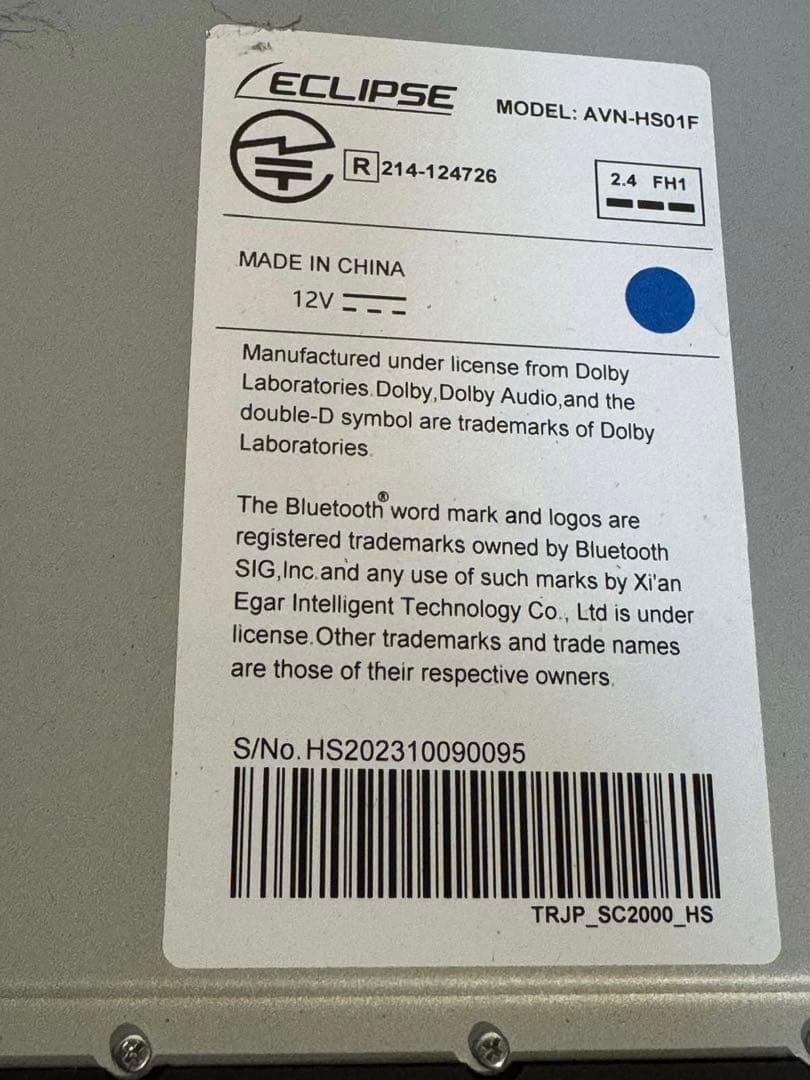 ECLIPSE
MODEL: AVN-HS01F
R 214-124726
2.4 FH1
MADE IN CHINA
12V
Manufactured under license from Dolby
Laboratories.Dolby,Dolby Audio,and the
double-D symbol are trademarks of Dolby
Laboratories.
The Bluetooth® word mark and logos are
registered trademarks owned by Bluetooth
SIG,Inc.and any use of such marks by Xi'an
Egar Intelligent Technology Co., Ltd is under
license.Other trademarks and trade names
are those of their respective owners.
S/No. HS202310090095
TRJP_SC2000_HS